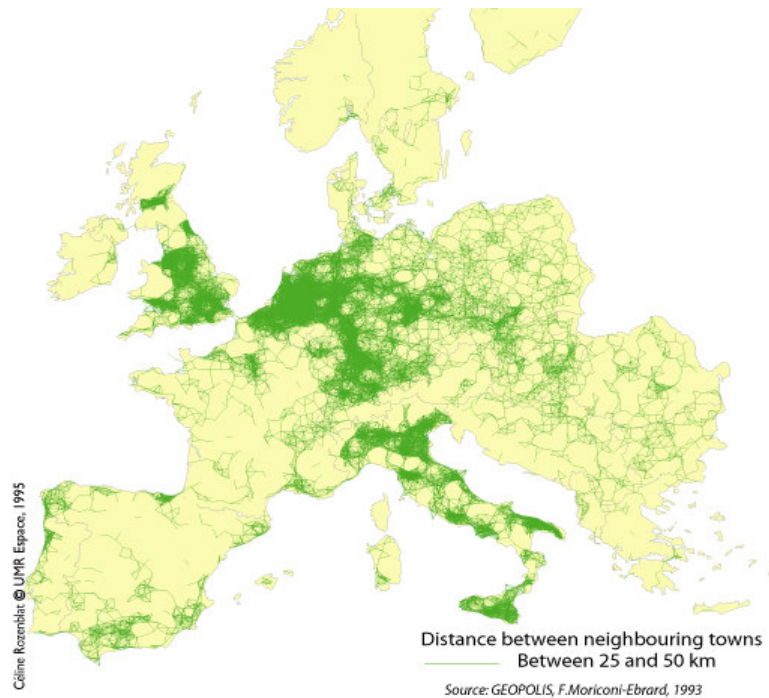 Céline Rozenblat © UMR Espace, 1995
Distance between neighbouring towns
Between 25 and 50 km
Source: GEOPOLIS, F.Moriconi-Ebrard, 1993